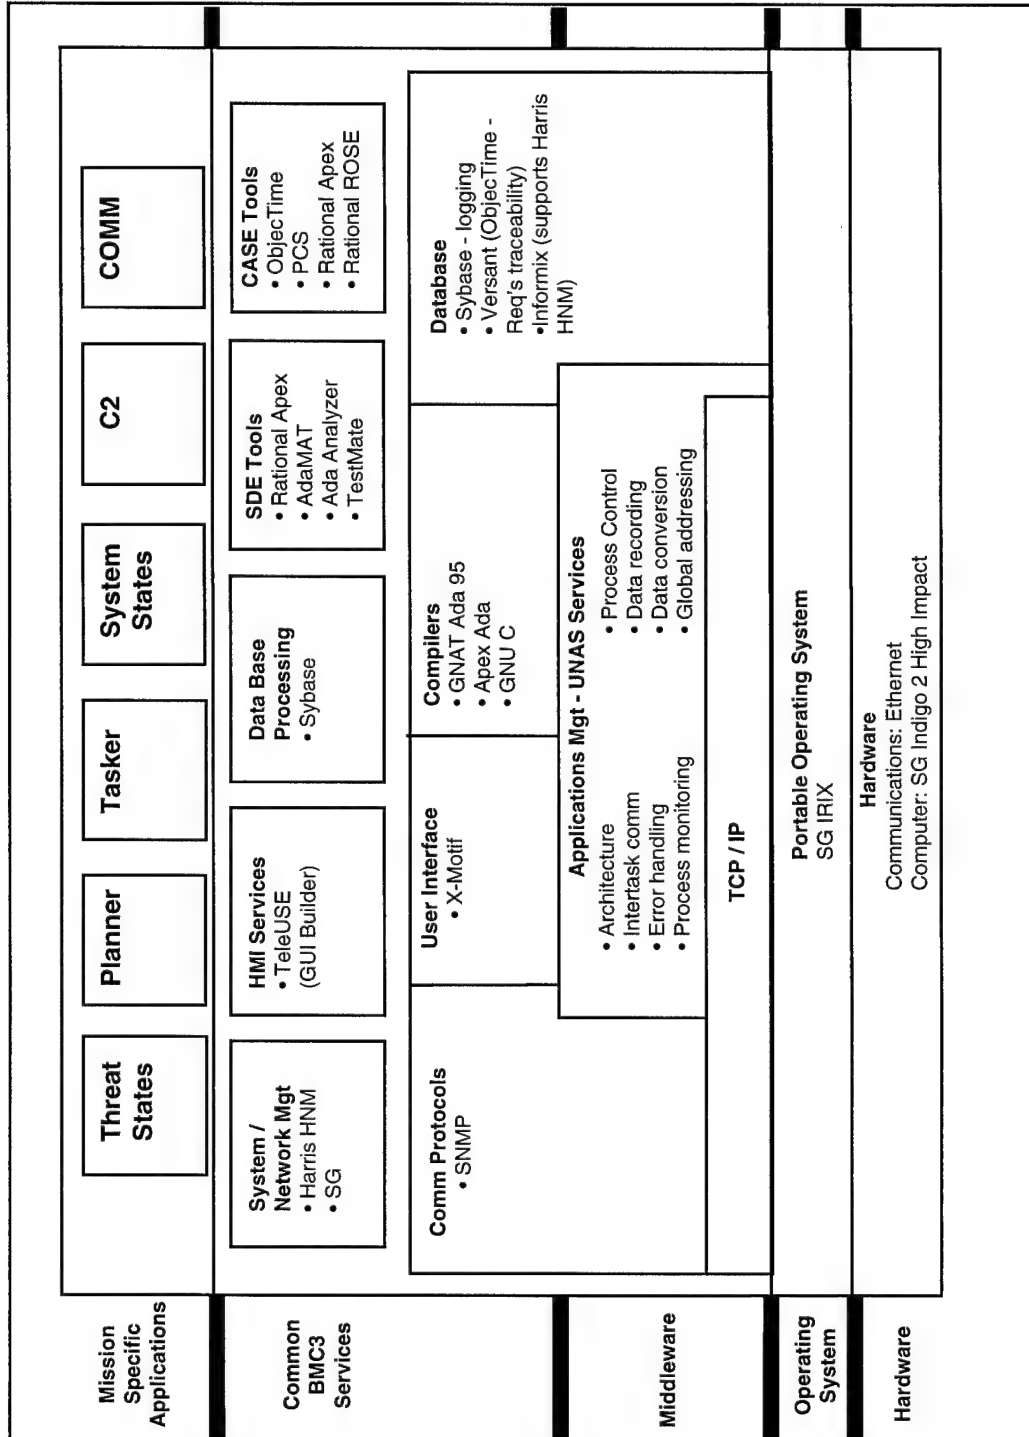 Mission
Specific
Applications
Threat
States
Planner
Tasker
System
States
C2
COMM
Common
BMC3
Services
System /
Network Mgt
• Harris HNM
• SG
HMI Services
• TeleUSE
(GUI Builder)
Data Base
Processing
• Sybase
SDE Tools
• Rational Apex
• AdaMAT
• Ada Analyzer
• TestMate
CASE Tools
• ObjecTime
• PCS
• Rational Apex
• Rational ROSE
Comm Protocols
• SNMP
User Interface
• X-Motif
Compilers
• GNAT Ada 95
• Apex Ada
• GNU C
Database
• Sybase - logging
• Versant (ObjecTime -
Req's traceability)
•Informix (supports Harris
HNM)
Middleware
Applications Mgt - UNAS Services
• Architecture
• Intertask comm
• Error handling
• Process monitoring
• Process Control
• Data recording
• Data conversion
• Global addressing
TCP / IP
Operating
System
Portable Operating System
SG IRIX
Hardware
Hardware
Communications: Ethernet
Computer: SG Indigo 2 High Impact